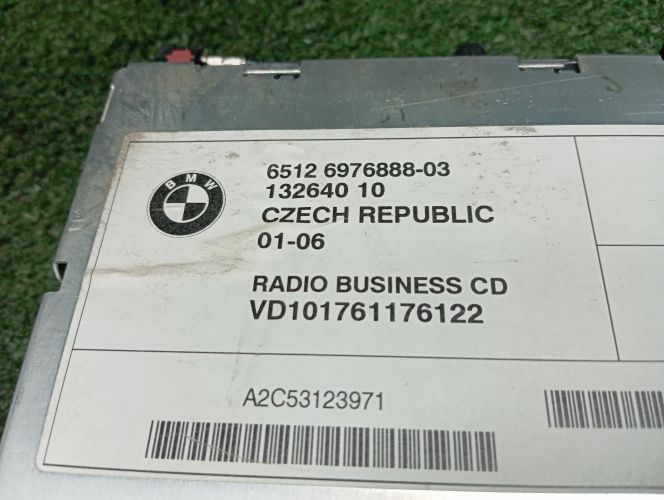 BMW
6512 6976888-03
132640 10
CZECH REPUBLIC
01-06
RADIO BUSINESS CD
VD101761176122
A2C53123971